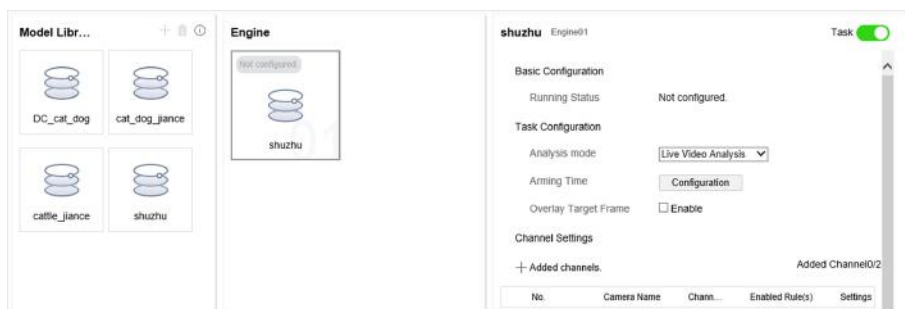 Model Libr...
DC_cat_dog
cat_dog_jiance
cattle_jiance
shuzhu
Engine
Not configured
01
shuzhu
shuzhu Engine01 Task
Basic Configuration
Running Status Not configured.
Task Configuration
Analysis mode Live Video Analysis
Arming Time Configuration
Overlay Target Frame Enable
Channel Settings
+ Added channels. Added Channel0/2
No. Camera Name Chann... Enabled Rule(s) Settings